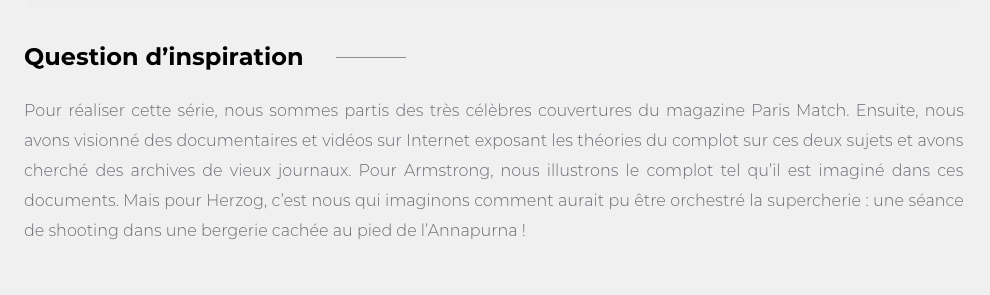 Question d’inspiration
Pour réaliser cette série, nous sommes partis des très célèbres couvertures du magazine Paris Match. Ensuite, nous
avons visionné des documentaires et vidéos sur Internet exposant les théories du complot sur ces deux sujets et avons
cherché des archives de vieux journaux. Pour Armstrong, nous illustrons le complot tel qu’il est imaginé dans ces
documents. Mais pour Herzog, c’est nous qui imaginons comment aurait pu être orchestré la supercherie : une séance
de shooting dans une bergerie cachée au pied de l’Annapurna !